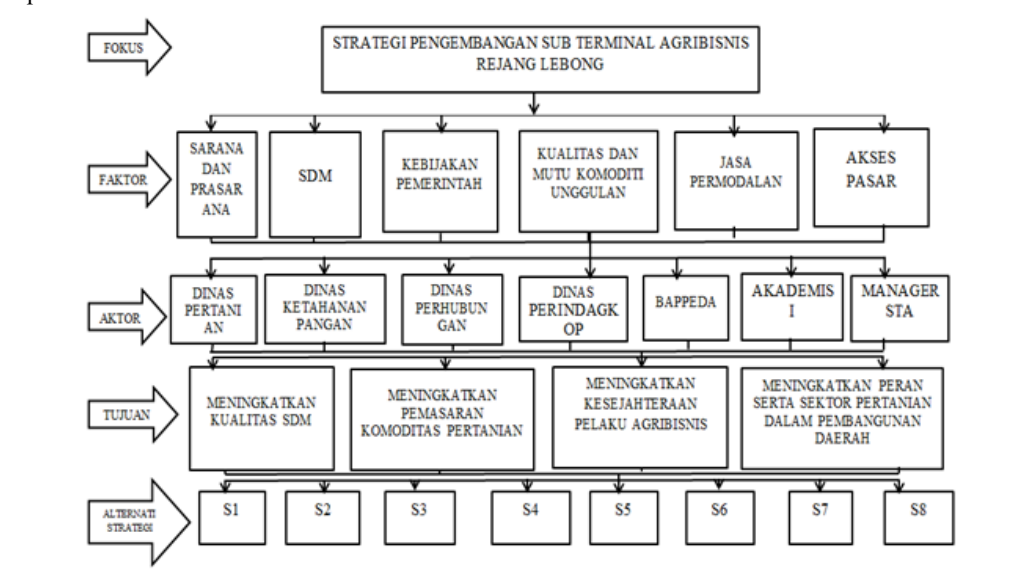 FOKUS
STRATEGI PENGEMBANGAN SUB TERMINAL AGRIBISNIS
REJANG LEBONG
FAKTOR
SARANA
DAN
PRASAR
ANA
SDM
KEBIJAKAN
PEMERINTAH
KUALITAS DAN
MUTU KOMODITI
UNGGULAN
JASA
PERMODALAN
AKSES
PASAR
AKTOR
DINAS
PERTANI
AN
DINAS
KETAHANAN
PANGAN
DINAS
PERHUBUN
GAN
DINAS
PERINDAGK
OP
BAPPEDA
AKADEMIS
I
MANAGER
STA
TUJUAN
MENINGKATKAN
KUALITAS SDM
MENINGKATKAN
PEMASARAN
KOMODITAS PERTANIAN
MENINGKATKAN
KESEJAHTERAAN
PELAKU AGRIBISNIS
MENINGKATKAN PERAN
SERTA SEKTOR PERTANIAN
DALAM PEMBANGUNAN
DAERAH
ALTERNATI
STRATEGI
S1
S2
S3
S4
S5
S6
S7
S8